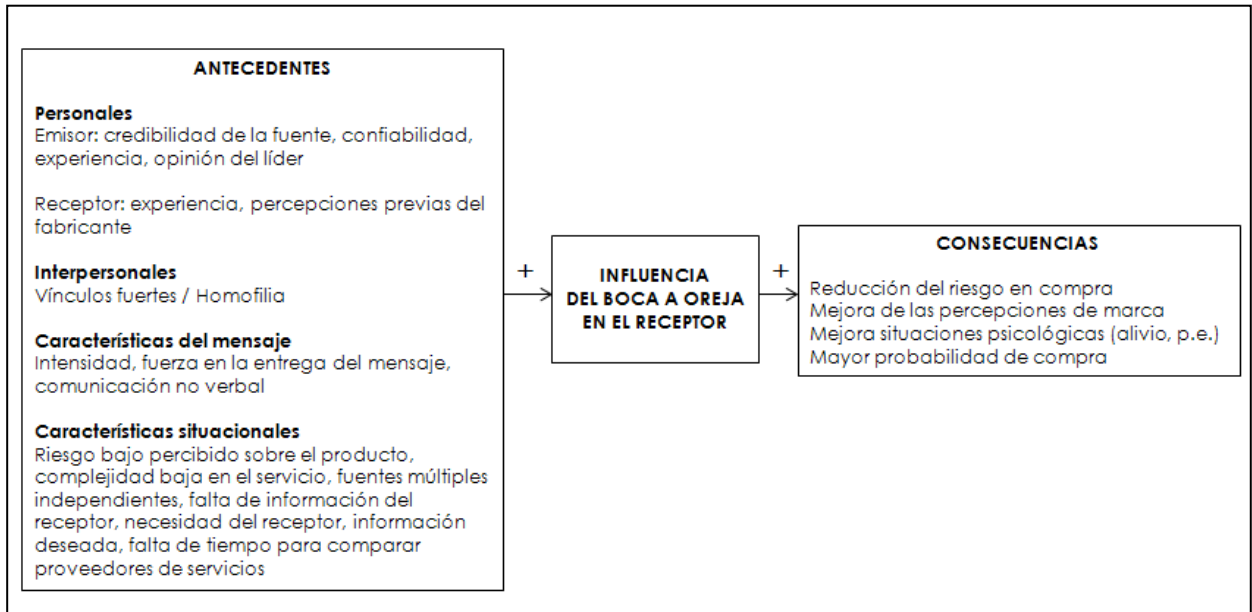 ANTECEDENTES
Personales
Emisor: credibilidad de la fuente, confiabilidad,
experiencia, opinión del líder
Receptor: experiencia, percepciones previas del
fabricante
Interpersonales
Vínculos fuertes / Homofilia
Características del mensaje
Intensidad, fuerza en la entrega del mensaje,
comunicación no verbal
Características situacionales
Riesgo bajo percibido sobre el producto,
complejidad baja en el servicio, fuentes múltiples
independientes, falta de información del
receptor, necesidad del receptor, información
deseada, falta de tiempo para comparar
proveedores de servicios
+
INFLUENCIA
DEL BOCA A OREJA
EN EL RECEPTOR
+
CONSECUENCIAS
Reducción del riesgo en compra
Mejora de las percepciones de marca
Mejora situaciones psicológicas (alivio, p.e.)
Mayor probabilidad de compra